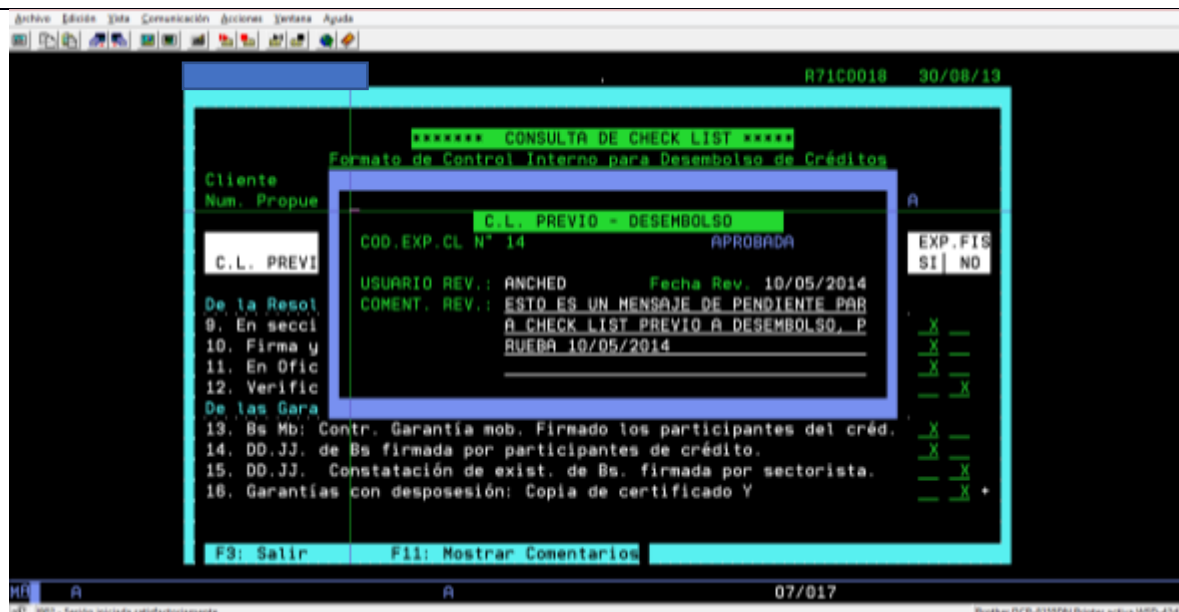 Archivo Edición Vista Comunicación Acciones Ventana Ayuda
R71C0018 30/08/13
******* CONSULTA DE CHECK LIST *****
Formato de Control Interno para Desembolso de Créditos
Cliente
Num. Propue A
C.L. PREVIO - DESEMBOLSO
COD.EXP.CL N° 14 APROBADA EXP.FIS
C.L. PREVI SI NO
USUARIO REV.: ANCHED Fecha Rev. 10/05/2014
De la Resol COMENT. REV.: ESTO ES UN MENSAJE DE PENDIENTE PAR
9. En secci A CHECK LIST PREVIO A DESEMBOLSO, P X
10. Firma y RUEBA 10/05/2014 X
11. En Ofic X
12. Verific X
De las Gara
13. Bs Mb: Contr. Garantía mob. Firmado los participantes del créd. X
14. DD.JJ. de Bs firmada por participantes de crédito. X
15. DD.JJ. Constatación de exist. de Bs. firmada por sectorista. X
16. Garantías con desposesión: Copia de certificado Y X +
F3: Salir F11: Mostrar Comentarios
MA A A 07/017